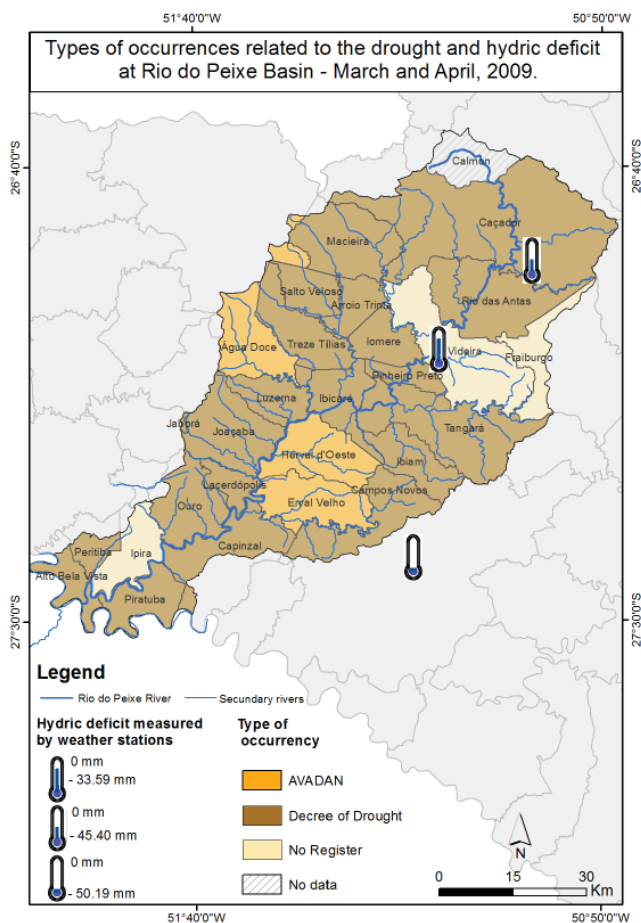 51°40'0"W
50°50'0"W
Types of occurrences related to the drought and hydric deficit
at Rio do Peixe Basin - March and April, 2009.
26°40'0"S
26°40'0"S
Calmon
Caçador
Macieira
Salto Veloso
Arroio Trinta
Rio das Antas
Água Doce
Treze Tílias
Iomere
Videira
Fraiburgo
Pinheiro Preto
Luzerna
Ibicaré
Jaborá
Joaçaba
Tangará
Herval d'Oeste
Ibiam
Lacerdópolis
Campos Novos
Ouro
Erval Velho
Capinzal
Peritiba
Ipira
Alto Bela Vista
Piratuba
27°30'0"S
27°30'0"S
Legend
Rio do Peixe River
Secundary rivers
Hydric deficit measured
by weather stations
0 mm
- 33.59 mm
0 mm
- 45.40 mm
0 mm
- 50.19 mm
Type of
occurrency
AVADAN
Decree of Drought
No Register
No data
N
0 15 30
Km
51°40'0"W
50°50'0"W